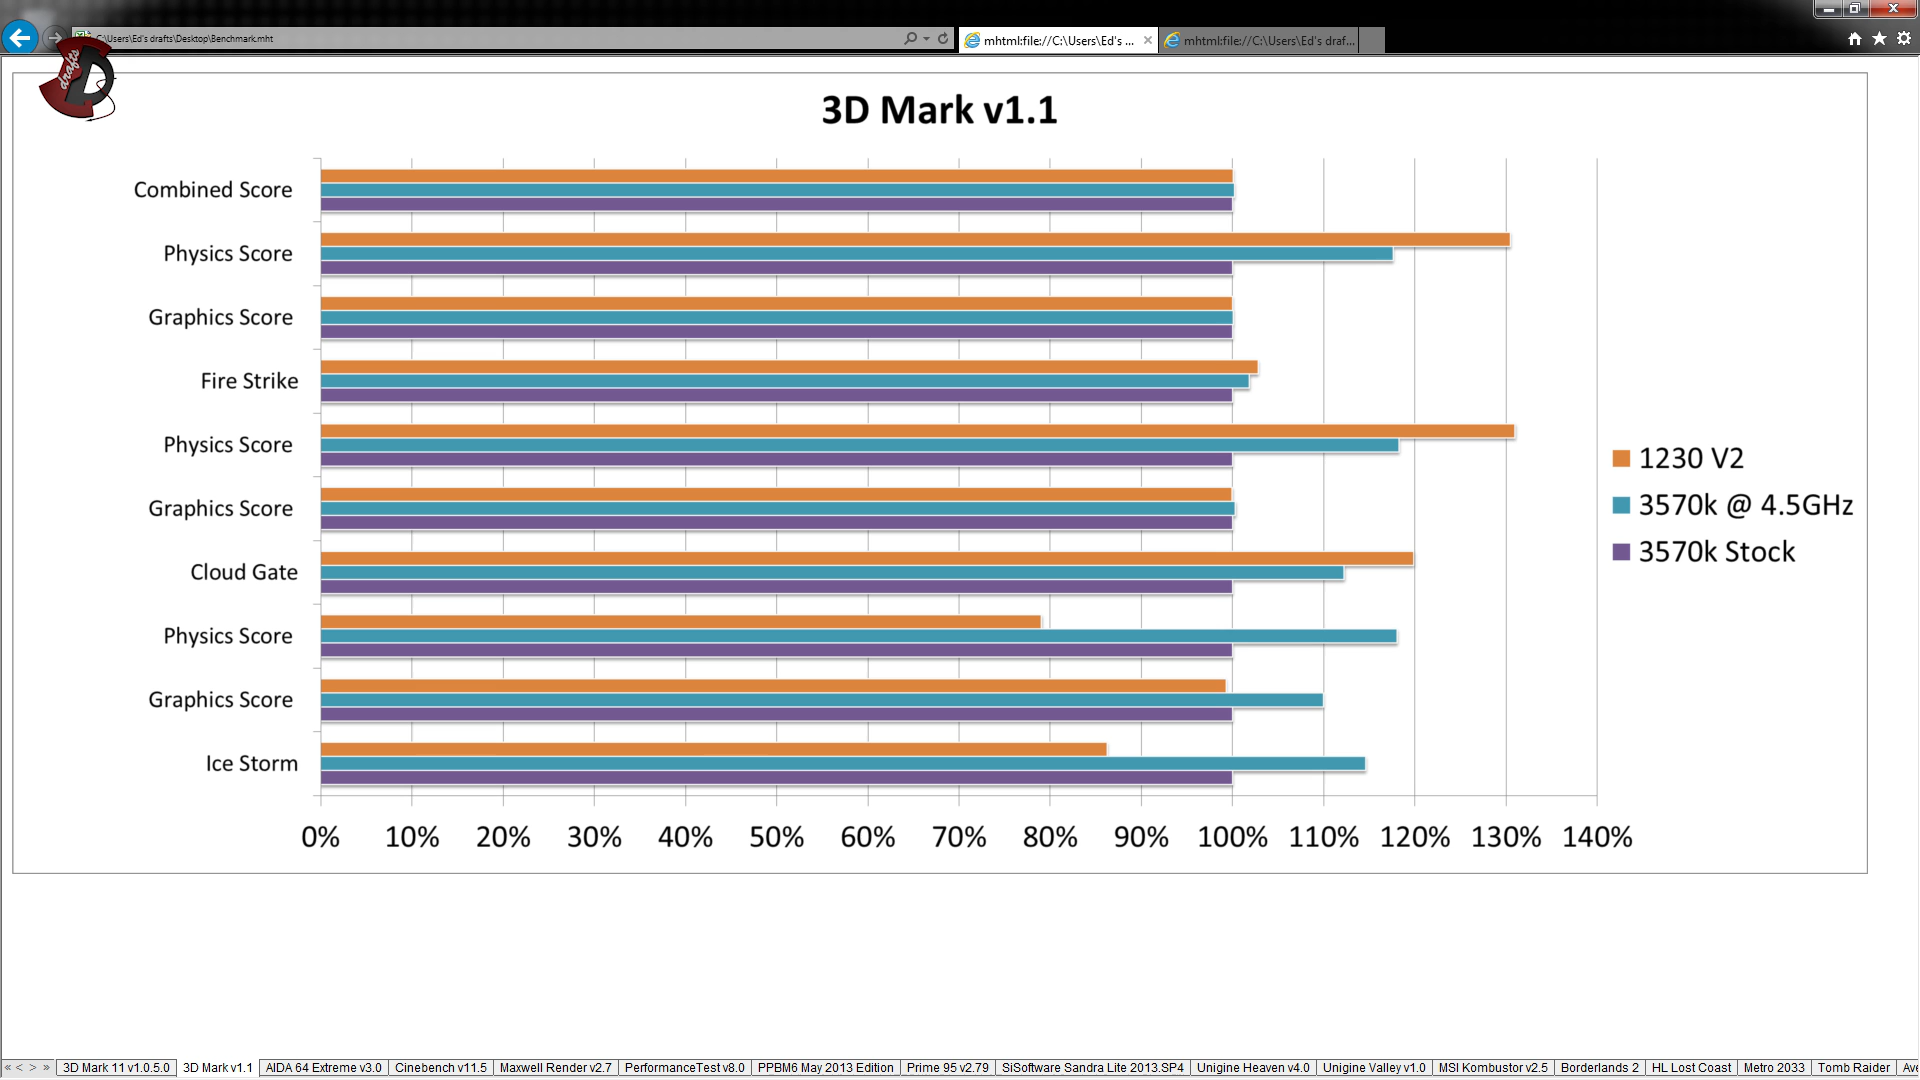 C:\Users\Ed's drafts\Desktop\Benchmark.mht
mhtml:file://C:\Users\Ed's ...
mhtml:file://C:\Users\Ed's draf...
drafts
3D Mark v1.1
Combined Score
Physics Score
Graphics Score
Fire Strike
Physics Score
Graphics Score
Cloud Gate
Physics Score
Graphics Score
Ice Storm
0% 10% 20% 30% 40% 50% 60% 70% 80% 90% 100% 110% 120% 130% 140%
1230 V2
3570k @ 4.5GHz
3570k Stock
« < > » 3D Mark 11 v1.0.5.0 3D Mark v1.1 AIDA 64 Extreme v3.0 Cinebench v11.5 Maxwell Render v2.7 PerformanceTest v8.0 PPBM6 May 2013 Edition Prime 95 v2.79 SiSoftware Sandra Lite 2013.SP4 Unigine Heaven v4.0 Unigine Valley v1.0 MSI Kombustor v2.5 Borderlands 2 HL Lost Coast Metro 2033 Tomb Raider Ave